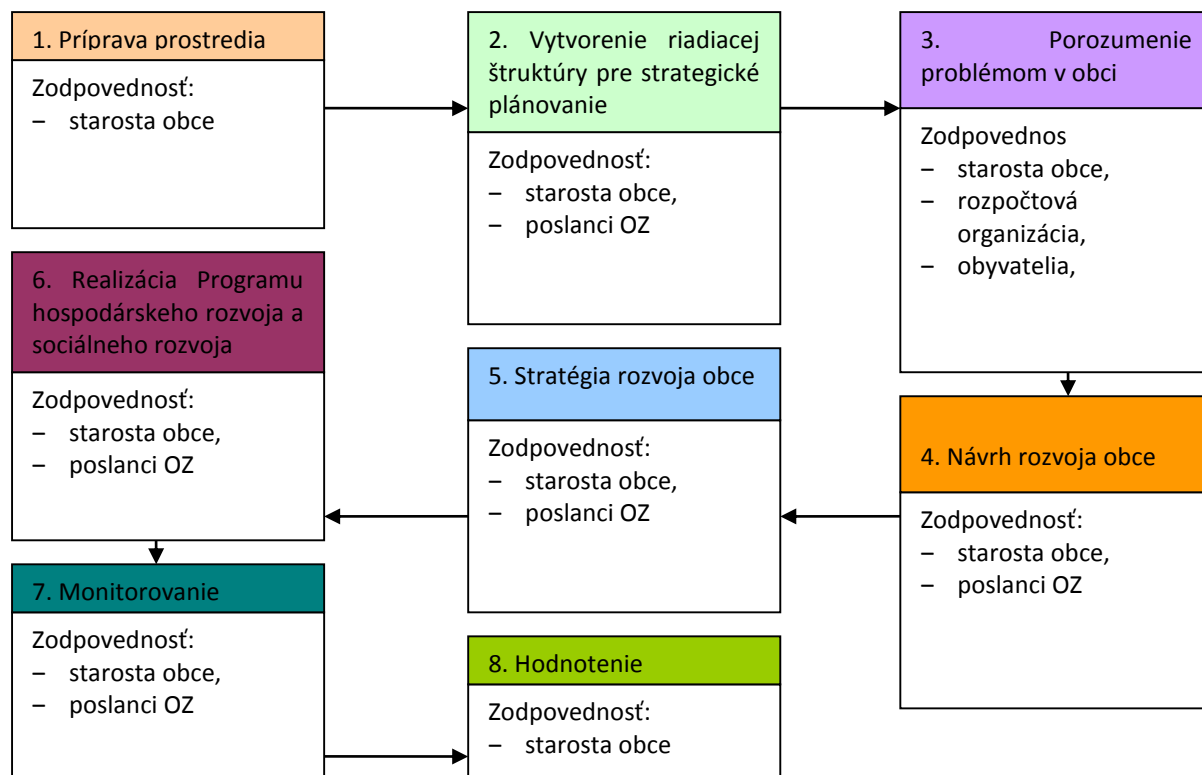 1. Príprava prostredia
Zodpovednosť:
– starosta obce
2. Vytvorenie riadiacej
štruktúry pre strategické
plánovanie
Zodpovednosť:
– starosta obce,
– poslanci OZ
3. Porozumenie
problémom v obci
Zodpovednos
– starosta obce,
– rozpočtová
organizácia,
– obyvatelia,
4. Návrh rozvoja obce
Zodpovednosť:
– starosta obce,
– poslanci OZ
5. Stratégia rozvoja obce
Zodpovednosť:
– starosta obce,
– poslanci OZ
6. Realizácia Programu
hospodárskeho rozvoja a
sociálneho rozvoja
Zodpovednosť:
– starosta obce,
– poslanci OZ
7. Monitorovanie
Zodpovednosť:
– starosta obce,
– poslanci OZ
8. Hodnotenie
Zodpovednosť:
– starosta obce